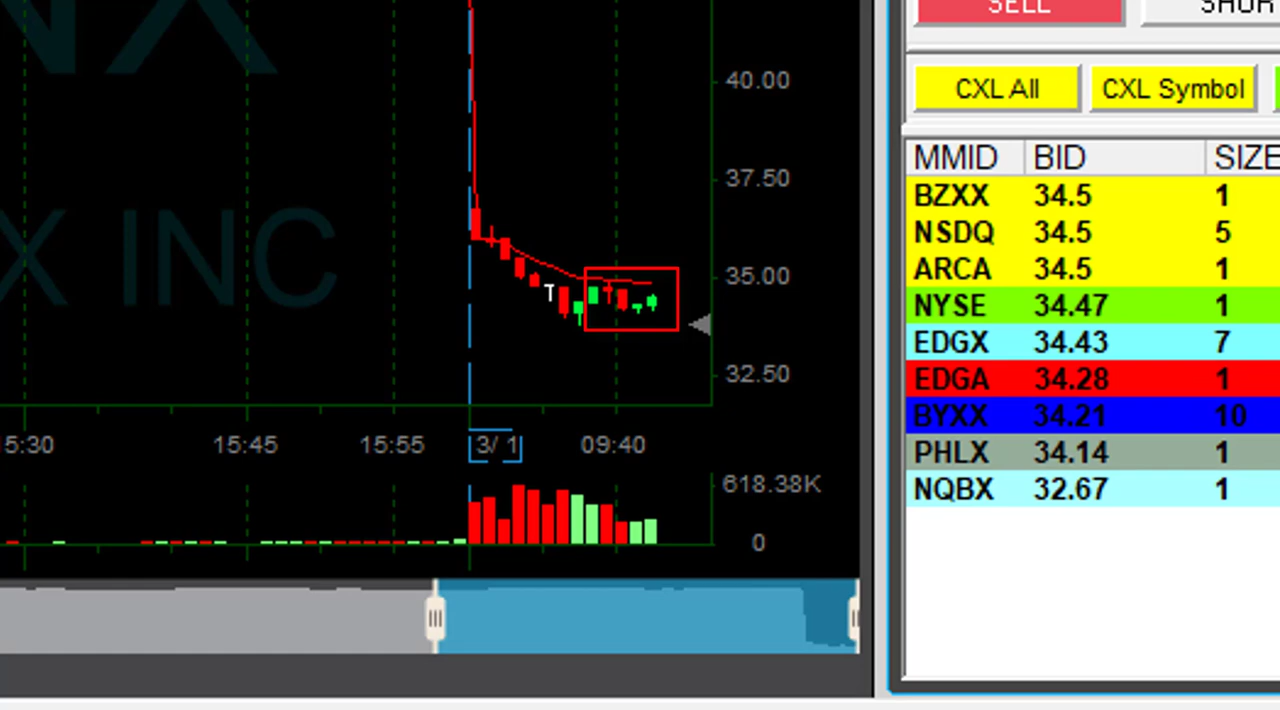 NX
SELL
SHOR
40.00
CXL All
CXL Symbol
37.50
MMID BID SIZE
BZXX 34.5 1
X INC
NSDQ 34.5 5
35.00
ARCA 34.5 1
T
NYSE 34.47 1
EDGX 34.43 7
32.50
EDGA 34.28 1
BYXX 34.21 10
15:30 15:45 15:55 3/ 1 09:40
PHLX 34.14 1
618.38K
NQBX 32.67 1
0